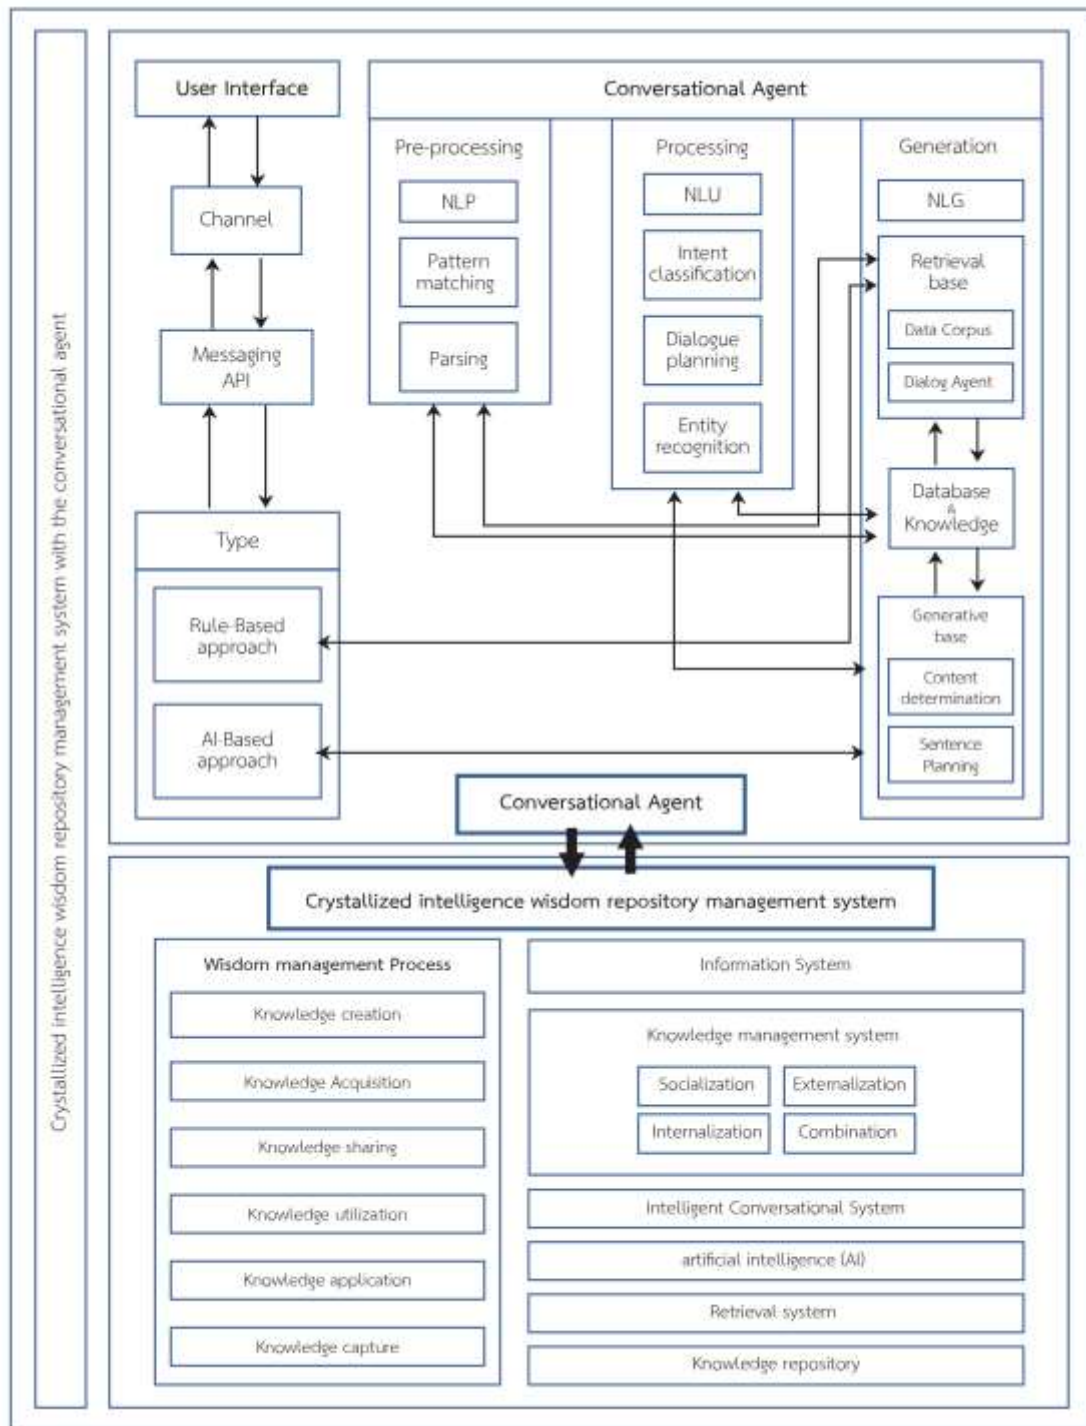 Crystallized intelligence wisdom repository management system with the conversational agent
User Interface
Channel
Messaging
API
Type
Rule-Based
approach
AI-Based
approach
Conversational Agent
Pre-processing
NLP
Pattern
matching
Parsing
Processing
NLU
Intent
classification
Dialogue
planning
Entity
recognition
Generation
NLG
Retrieval
base
Data Corpus
Dialog Agent
Database
&
Knowledge
Generative
base
Content
determination
Sentence
Planning
Conversational Agent
Crystallized intelligence wisdom repository management system
Wisdom management Process
Knowledge creation
Knowledge Acquisition
Knowledge sharing
Knowledge utilization
Knowledge application
Knowledge capture
Information System
Knowledge management system
Socialization
Externalization
Internalization
Combination
Intelligent Conversational System
artificial intelligence (AI)
Retrieval system
Knowledge repository